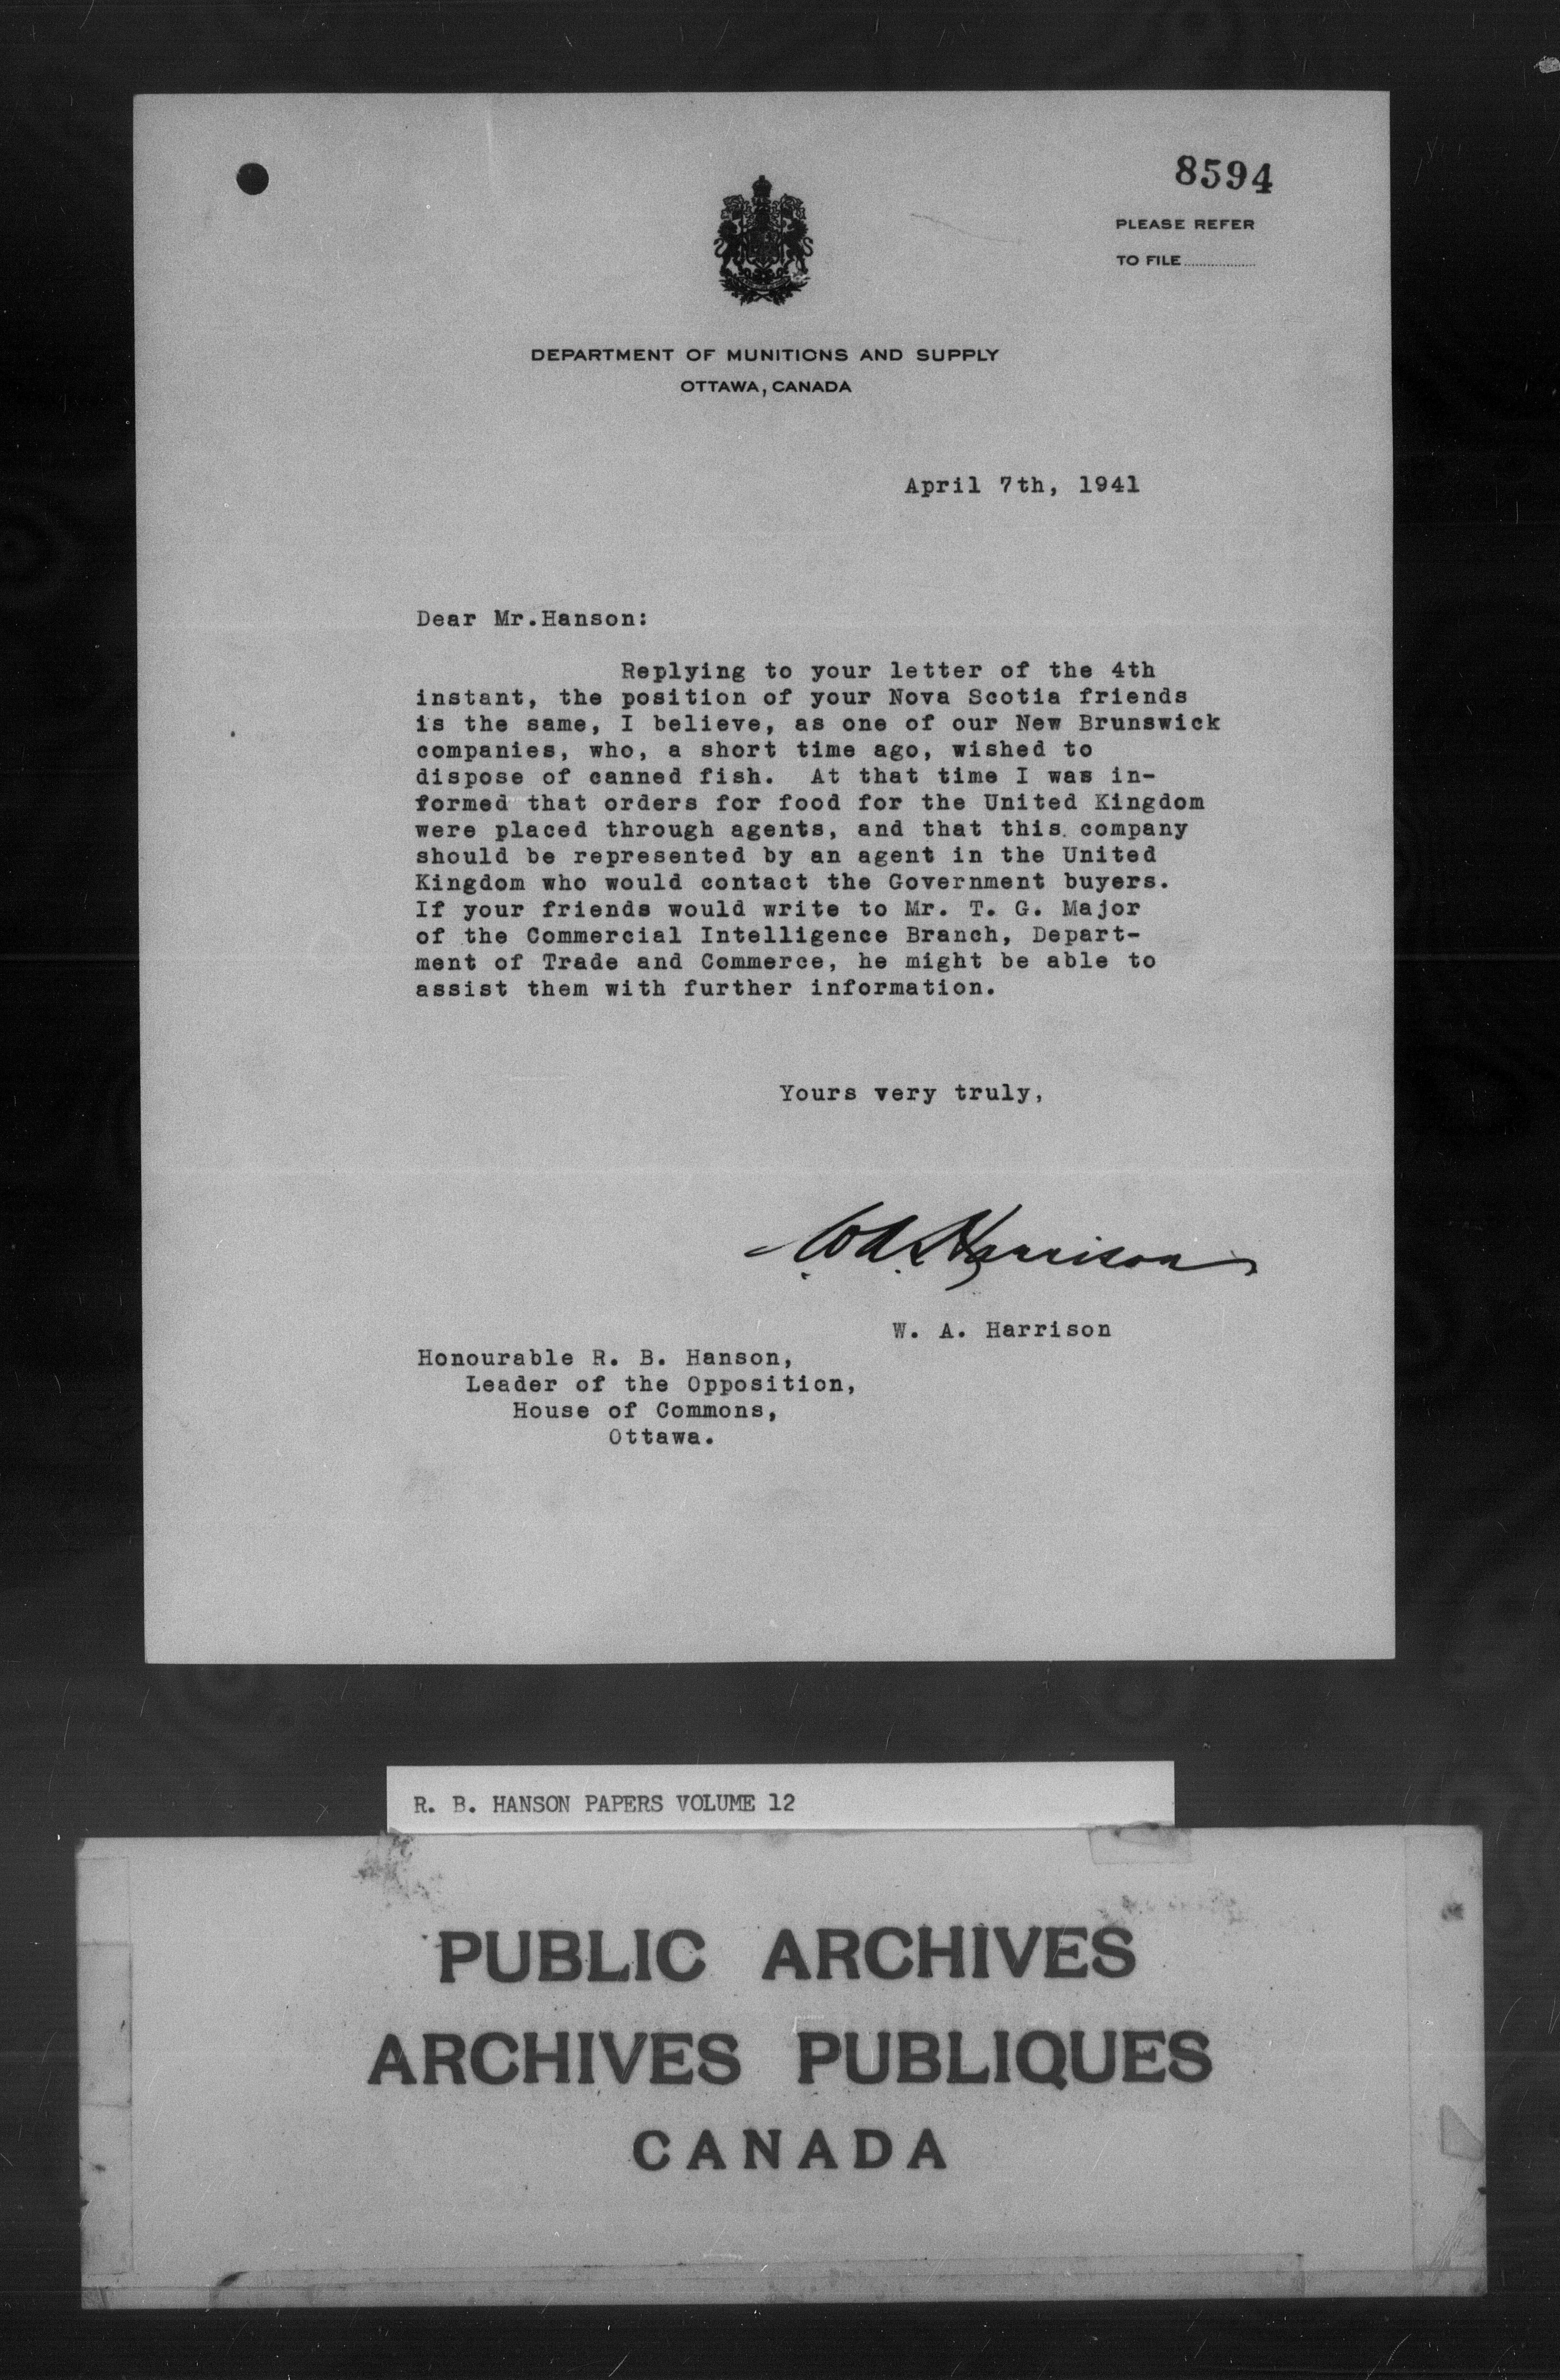 8594
PLEASE REFER
TO FILE
DEPARTMENT OF MUNITIONS AND SUPPLY
OTTAWA, CANADA
April 7th, 1941
Dear Mr.Hanson:
Replying to your letter of the 4th
instant, the position of your Nova Scotia friends
is the same, I believe, as one of our New Brunswick
companies, who, a short time ago, wished to
dispose of canned fish. At that time I was in-
formed that orders for food for the United Kingdom
were placed through agents, and that this company
should be represented by an agent in the United
Kingdom who would contact the Government buyers.
If your friends would write to Mr. T. G. Major
of the Commercial Intelligence Branch, Depart-
ment of Trade and Commerce, he might be able to
assist them with further information.
Yours very truly,
W.A. Harrison
W. A. Harrison
Honourable R. B. Hanson,
Leader of the Opposition,
House of Commons,
Ottawa.
R. B. HANSON PAPERS VOLUME 12
PUBLIC ARCHIVES
ARCHIVES PUBLIQUES
CANADA